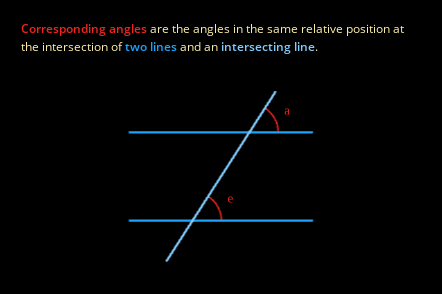 Corresponding angles are the angles in the same relative position at
the intersection of two lines and an intersecting line.
a
e